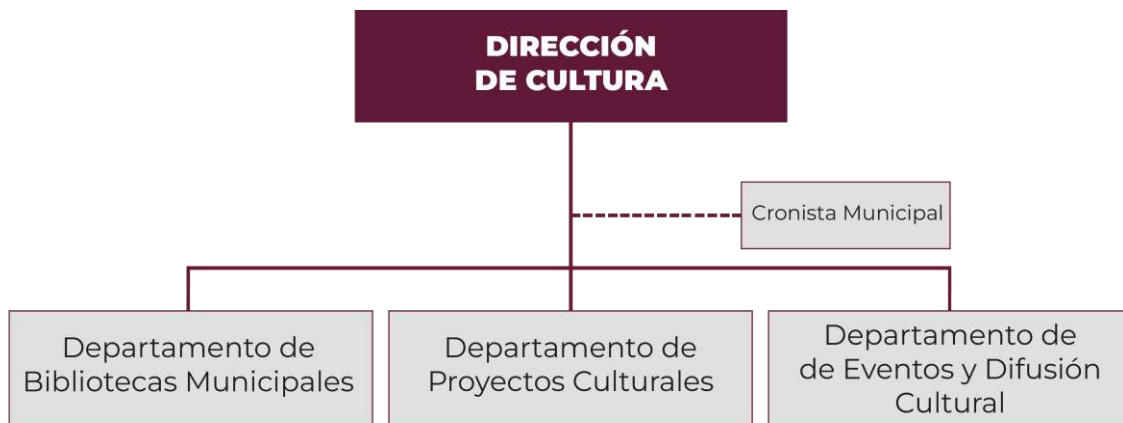 DIRECCIÓN
DE CULTURA
Cronista Municipal
Departamento de
Bibliotecas Municipales
Departamento de
Proyectos Culturales
Departamento de
de Eventos y Difusión
Cultural